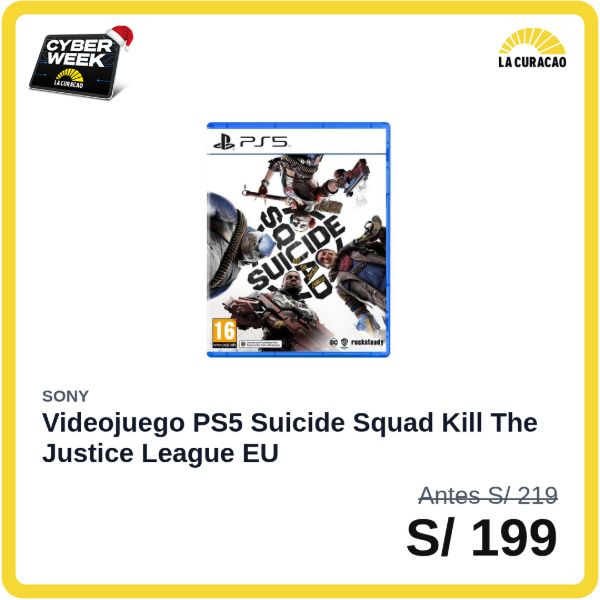 CYBER
WEEK
LA CURACAO
LA CURACAO
PS5
SUICIDE
SQUAD
16
rocksteady
SONY
Videojuego PS5 Suicide Squad Kill The
Justice League EU
Antes S/ 219
S/ 199